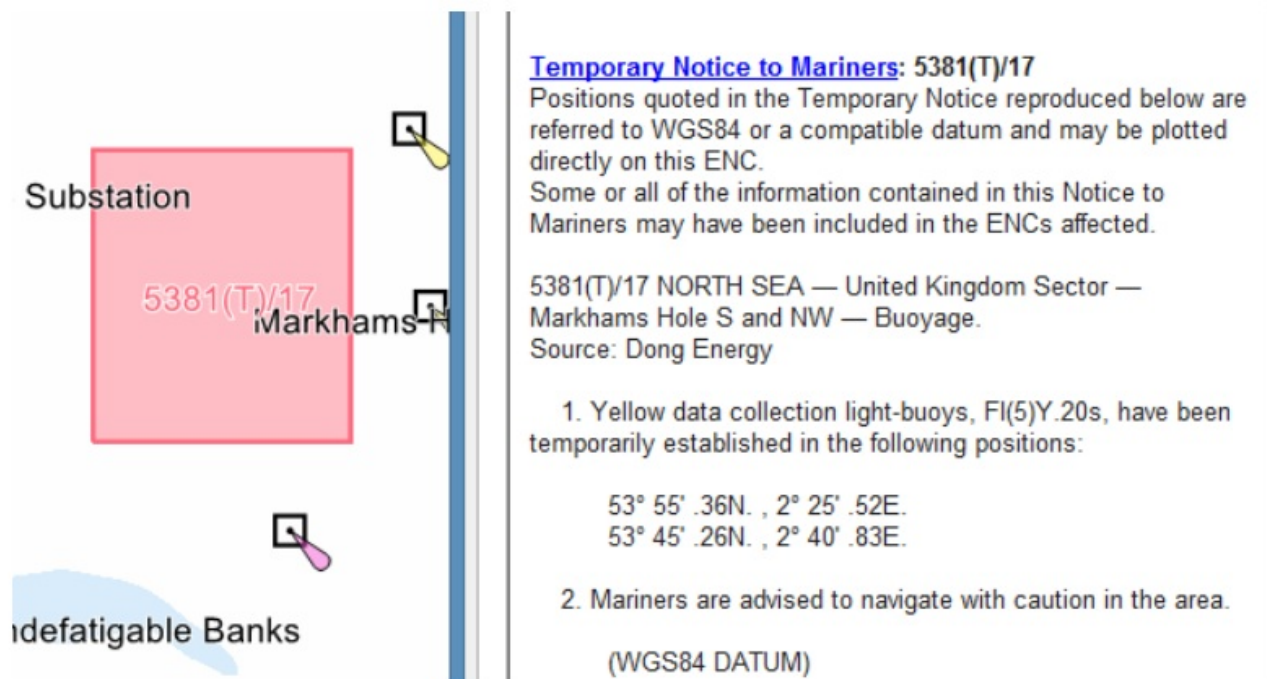 Substation
5381(T)/17
Markhams-H
ndefatigable Banks
Temporary Notice to Mariners: 5381(T)/17
Positions quoted in the Temporary Notice reproduced below are
referred to WGS84 or a compatible datum and may be plotted
directly on this ENC.
Some or all of the information contained in this Notice to
Mariners may have been included in the ENCs affected.
5381(T)/17 NORTH SEA — United Kingdom Sector —
Markhams Hole S and NW — Buoyage.
Source: Dong Energy
1. Yellow data collection light-buoys, Fl(5)Y.20s, have been
temporarily established in the following positions:
53° 55' .36N. , 2° 25' .52E.
53° 45' .26N. , 2° 40' .83E.
2. Mariners are advised to navigate with caution in the area.
(WGS84 DATUM)